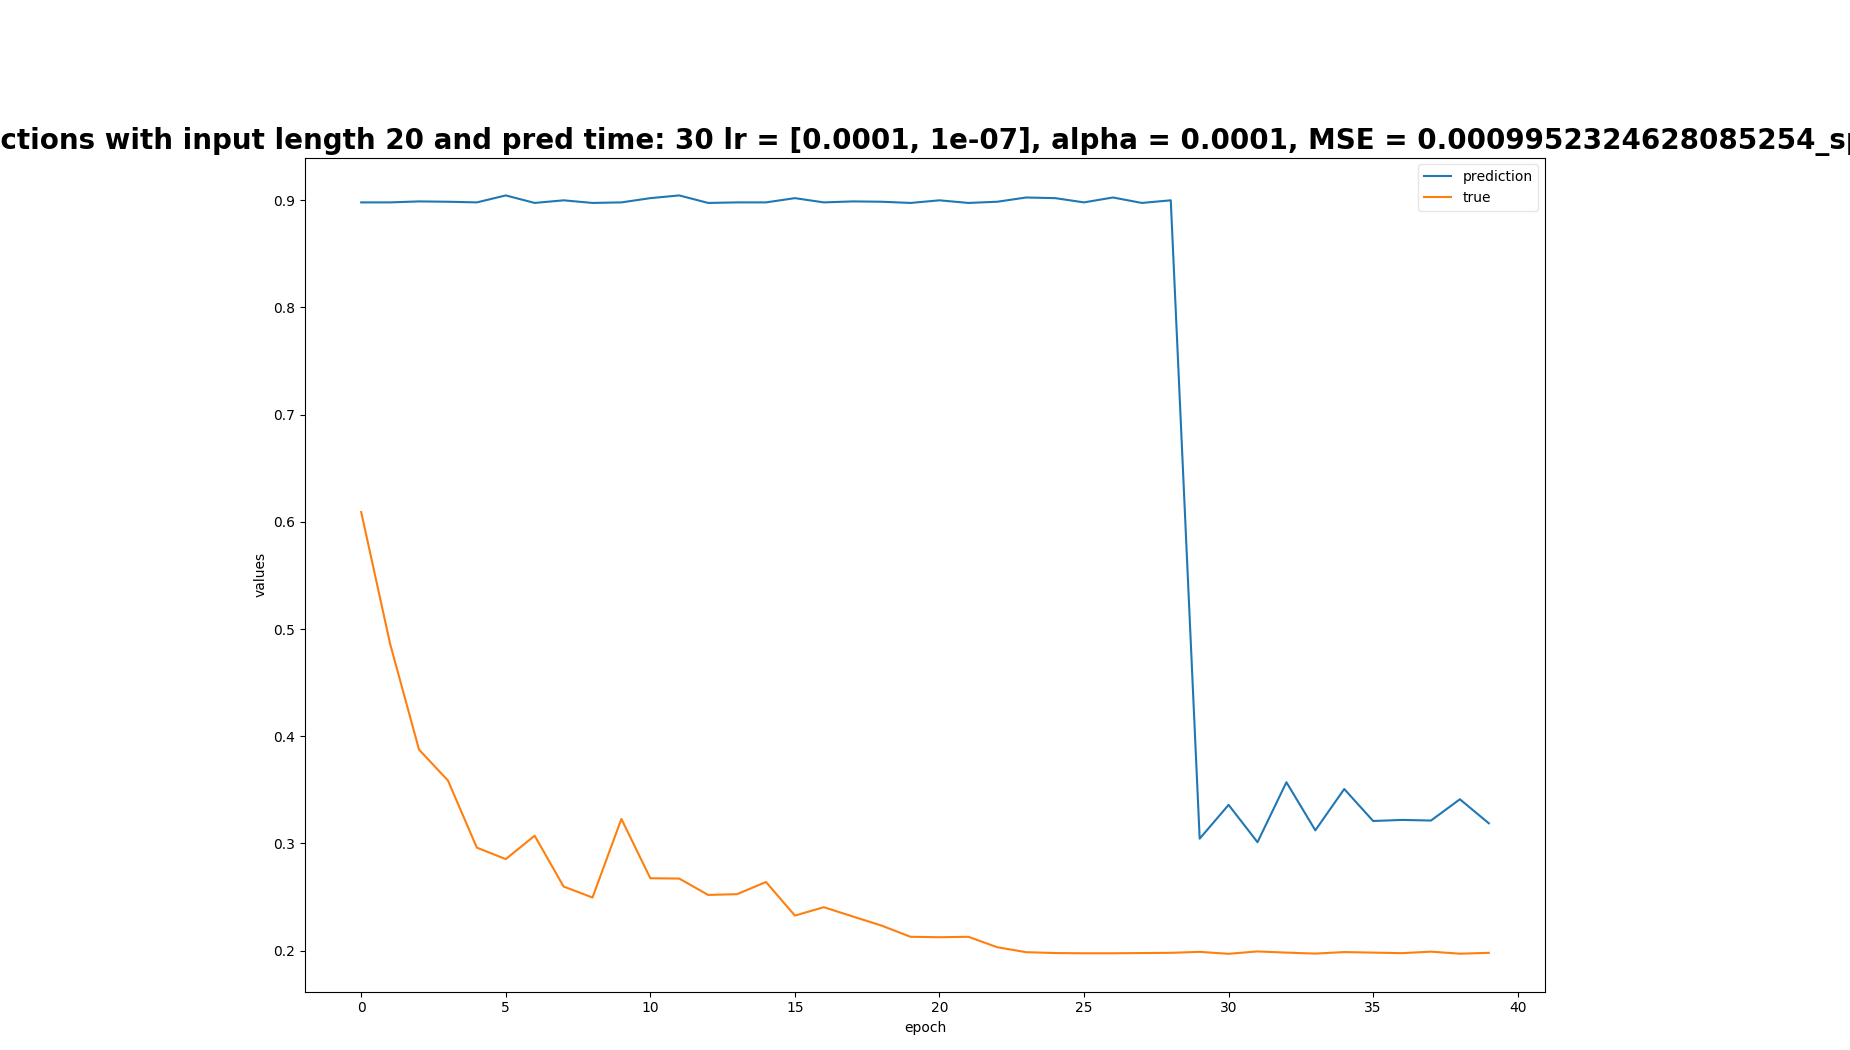 ctions with input length 20 and pred time: 30 lr = [0.0001, 1e-07], alpha = 0.0001, MSE = 0.0009952324628085254_sp
prediction
true
0.9
0.8
0.7
0.6
0.5
0.4
0.3
0.2
values
0 5 10 15 20 25 30 35 40
epoch